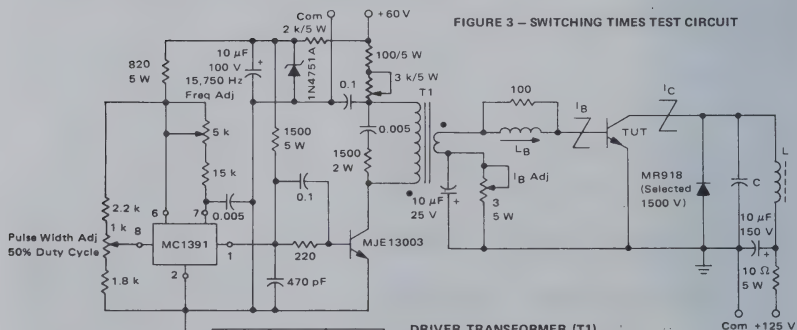 FIGURE 3 – SWITCHING TIMES TEST CIRCUIT
Com
+60 V
2 k/5 W
820
5 W
10 μF
100 V
15,750 Hz
Freq Adj
1N4751A
100/5 W
3 k/5 W
0.1
T1
5 k
1500
5 W
0.005
100
IB
IC
TUT
LB
15 k
1500
2 W
IB Adj
MR918
(Selected
1500 V)
C
L
2.2 k
0.005
0.1
10 μF
25 V
3
5 W
10 μF
150 V
6
7
Pulse Width Adj
50% Duty Cycle
1 k
8
MC1391
1
220
MJE13003
10 Ω
5 W
1.8 k
2
470 pF
DRIVER TRANSFORMER (T1)
Com
+125 V